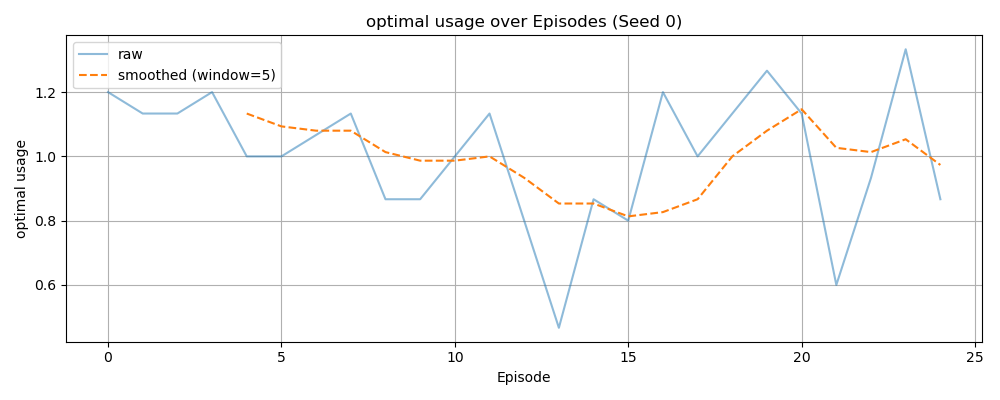 optimal usage over Episodes (Seed 0)
raw
smoothed (window=5)
optimal usage
1.2
1.0
0.8
0.6
0
5
10
15
20
25
Episode